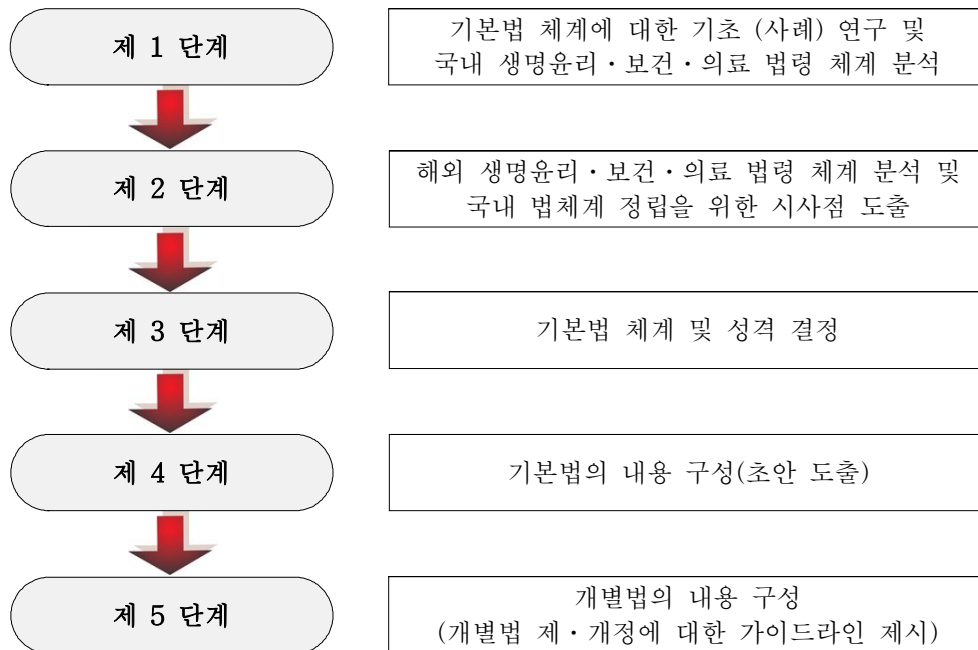 제 1 단계
기본법 체계에 대한 기초 (사례) 연구 및
국내 생명윤리・보건・의료 법령 체계 분석
제 2 단계
해외 생명윤리・보건・의료 법령 체계 분석 및
국내 법체계 정립을 위한 시사점 도출
제 3 단계
기본법 체계 및 성격 결정
제 4 단계
기본법의 내용 구성(초안 도출)
제 5 단계
개별법의 내용 구성
(개별법 제・개정에 대한 가이드라인 제시)